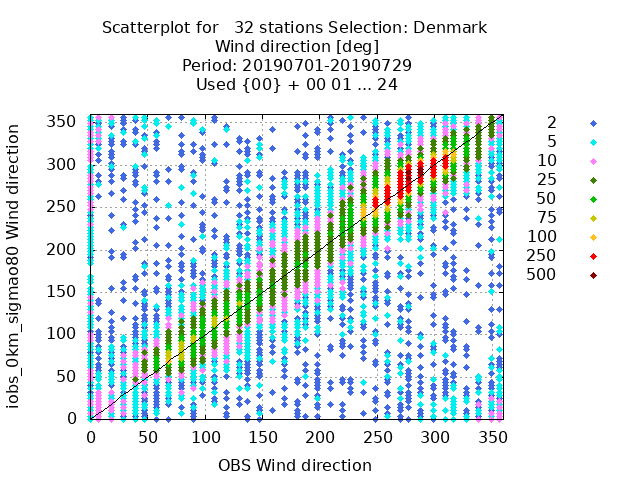 Scatterplot for   32 stations Selection: Denmark
Wind direction [deg]
Period: 20190701-20190729
Used {00} + 00 01 ... 24
iobs_0km_sigmao80 Wind direction
350
300
250
200
150
100
50
0
0 50 100 150 200 250 300 350
OBS Wind direction
2
5
10
25
50
75
100
250
500